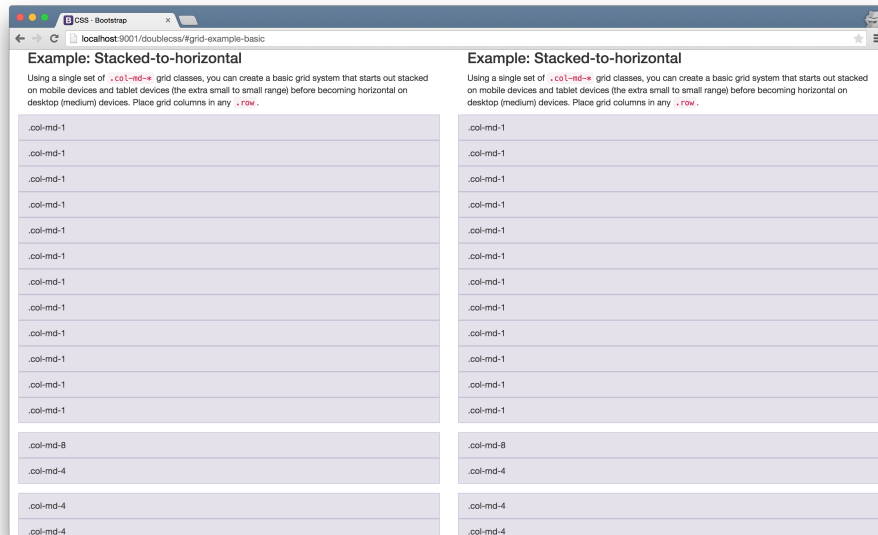 CSS · Bootstrap
localhost:9001/doublecss/#grid-example-basic
Example: Stacked-to-horizontal
Using a single set of .col-md-* grid classes, you can create a basic grid system that starts out stacked
on mobile devices and tablet devices (the extra small to small range) before becoming horizontal on
desktop (medium) devices. Place grid columns in any .row.
.col-md-1
.col-md-1
.col-md-1
.col-md-1
.col-md-1
.col-md-1
.col-md-1
.col-md-1
.col-md-1
.col-md-1
.col-md-1
.col-md-1
.col-md-8
.col-md-4
.col-md-4
.col-md-4
Example: Stacked-to-horizontal
Using a single set of .col-md-* grid classes, you can create a basic grid system that starts out stacked
on mobile devices and tablet devices (the extra small to small range) before becoming horizontal on
desktop (medium) devices. Place grid columns in any .row.
.col-md-1
.col-md-1
.col-md-1
.col-md-1
.col-md-1
.col-md-1
.col-md-1
.col-md-1
.col-md-1
.col-md-1
.col-md-1
.col-md-1
.col-md-8
.col-md-4
.col-md-4
.col-md-4